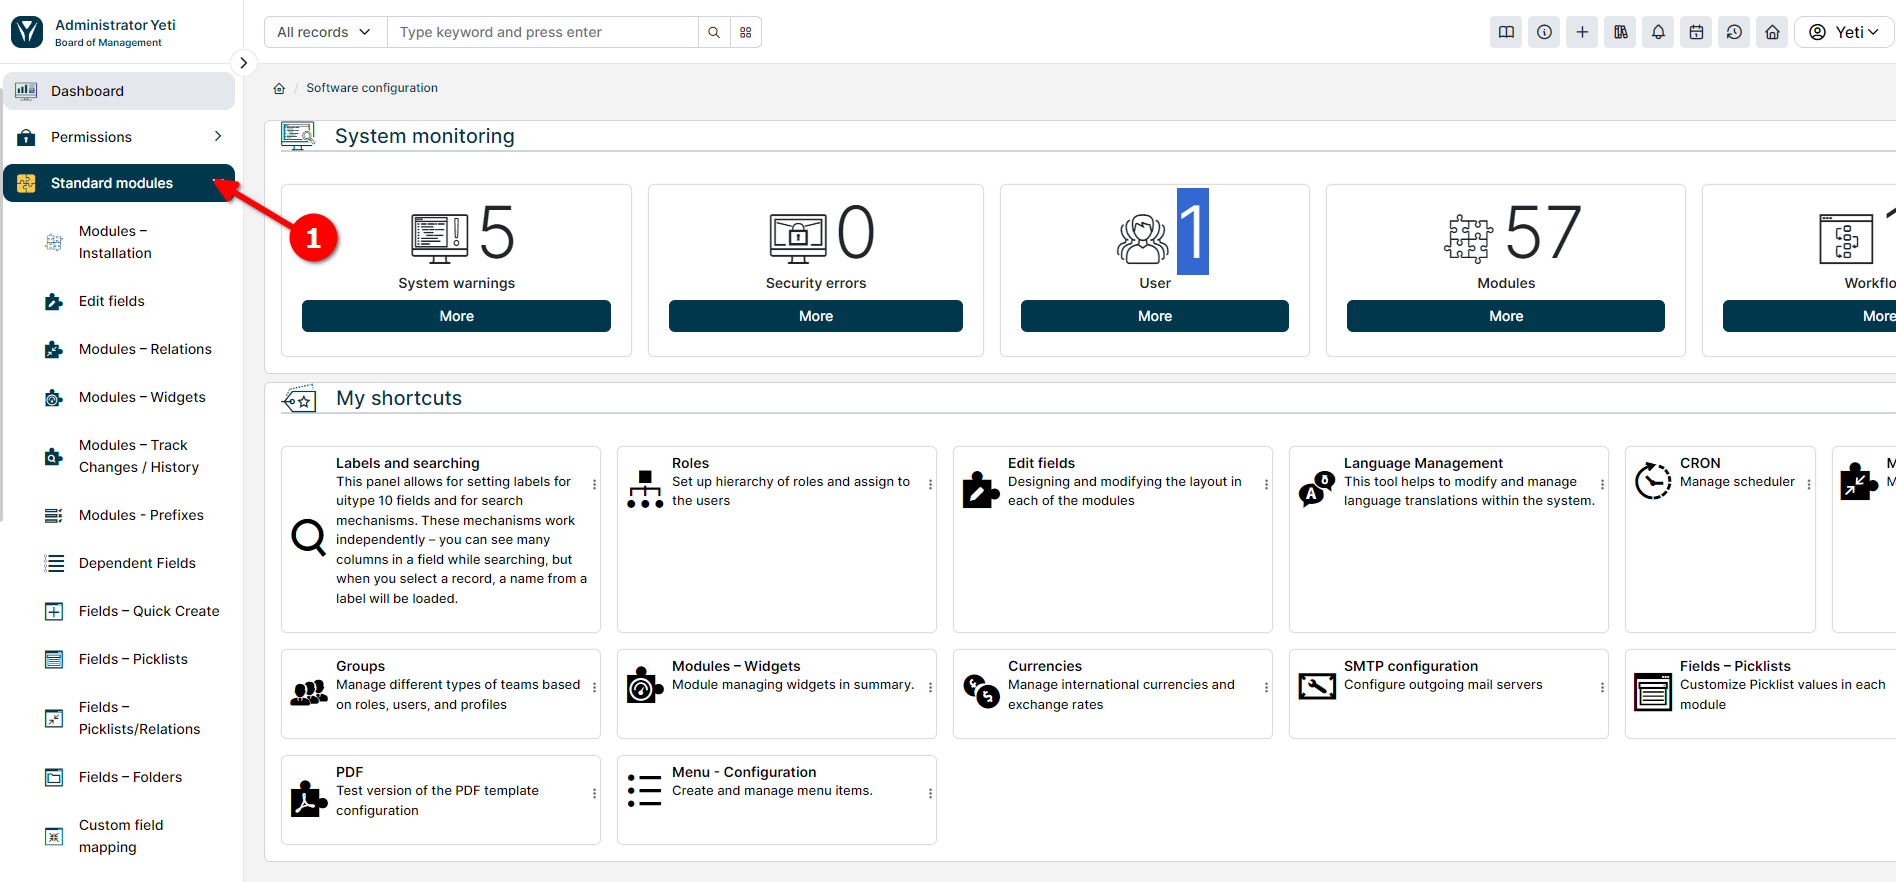 Administrator Yeti
Board of Management
All records
Type keyword and press enter
Yeti
Dashboard
Permissions
Standard modules
Modules – Installation
Edit fields
Modules – Relations
Modules – Widgets
Modules – Track
Changes / History
Modules - Prefixes
Dependent Fields
Fields – Quick Create
Fields – Picklists
Fields –
Picklists/Relations
Fields – Folders
Custom field
mapping
1
Software configuration
System monitoring
5
System warnings
More
0
Security errors
More
1
User
More
57
Modules
More
1
Workflo
More
My shortcuts
Labels and searching
This panel allows for setting labels for
uitype 10 fields and for search
mechanisms. These mechanisms work
independently – you can see many
columns in a field while searching, but
when you select a record, a name from a
label will be loaded.
Roles
Set up hierarchy of roles and assign to
the users
Edit fields
Designing and modifying the layout in
each of the modules
Language Management
This tool helps to modify and manage
language translations within the system.
CRON
Manage scheduler
M
M
Groups
Manage different types of teams based
on roles, users, and profiles
Modules – Widgets
Module managing widgets in summary.
Currencies
Manage international currencies and
exchange rates
SMTP configuration
Configure outgoing mail servers
Fields – Picklists
Customize Picklist values in each
module
PDF
Test version of the PDF template
configuration
Menu - Configuration
Create and manage menu items.